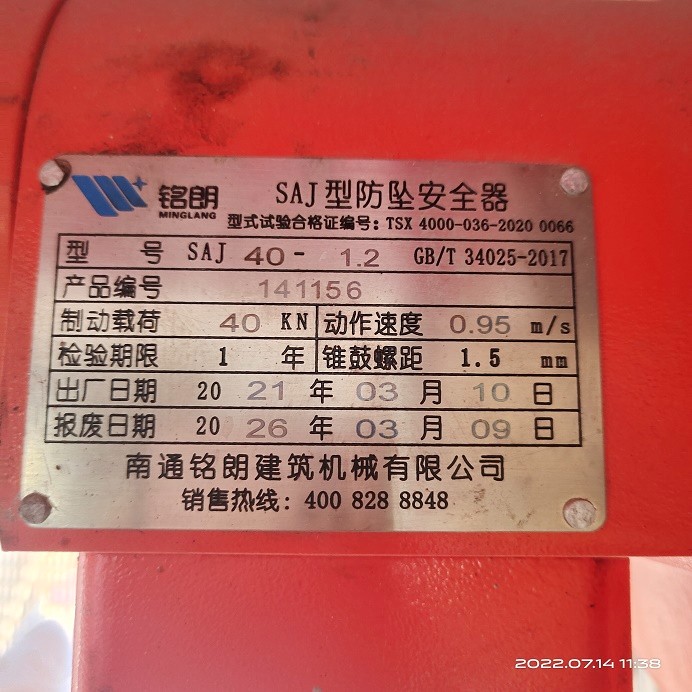 铭朗
MINGLANG
SAJ型防坠安全器
型式试验合格证编号: TSX 4000-036-2020 0066
型 号 SAJ 40 - 1.2 GB/T 34025-2017
产品编号 141156
制动载荷 40 KN 动作速度 0.95 m/s
检验期限 1 年 锥鼓螺距 1.5 mm
出厂日期 20 21 年 03 月 10 日
报废日期 20 26 年 03 月 09 日
南通铭朗建筑机械有限公司
销售热线: 400 828 8848
2022.07.14 11:38